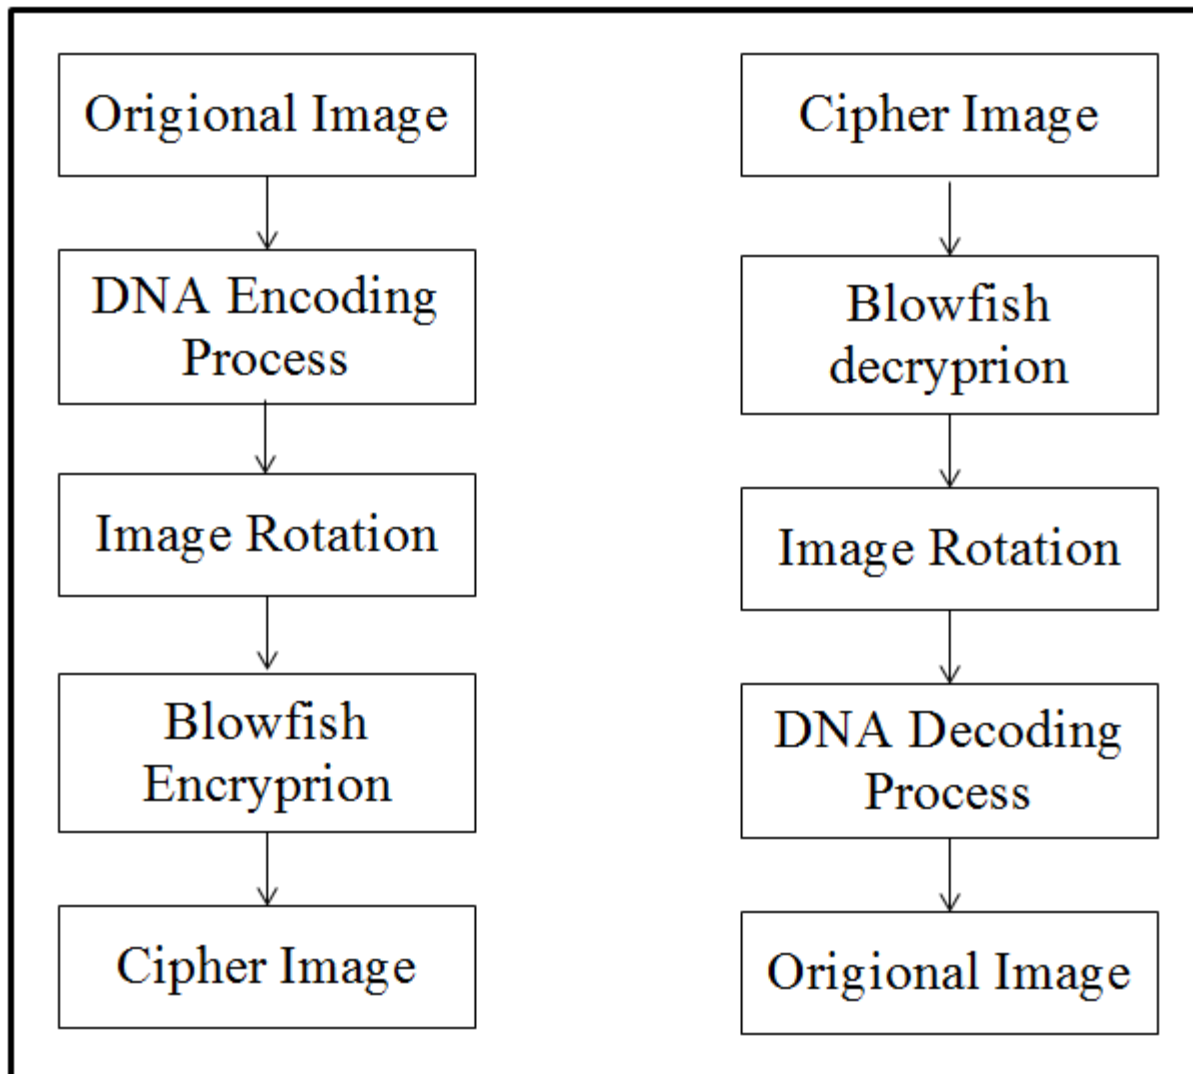 Origional Image
DNA Encoding
Process
Image Rotation
Blowfish
Encryprion
Cipher Image
Cipher Image
Blowfish
decryprion
Image Rotation
DNA Decoding
Process
Origional Image